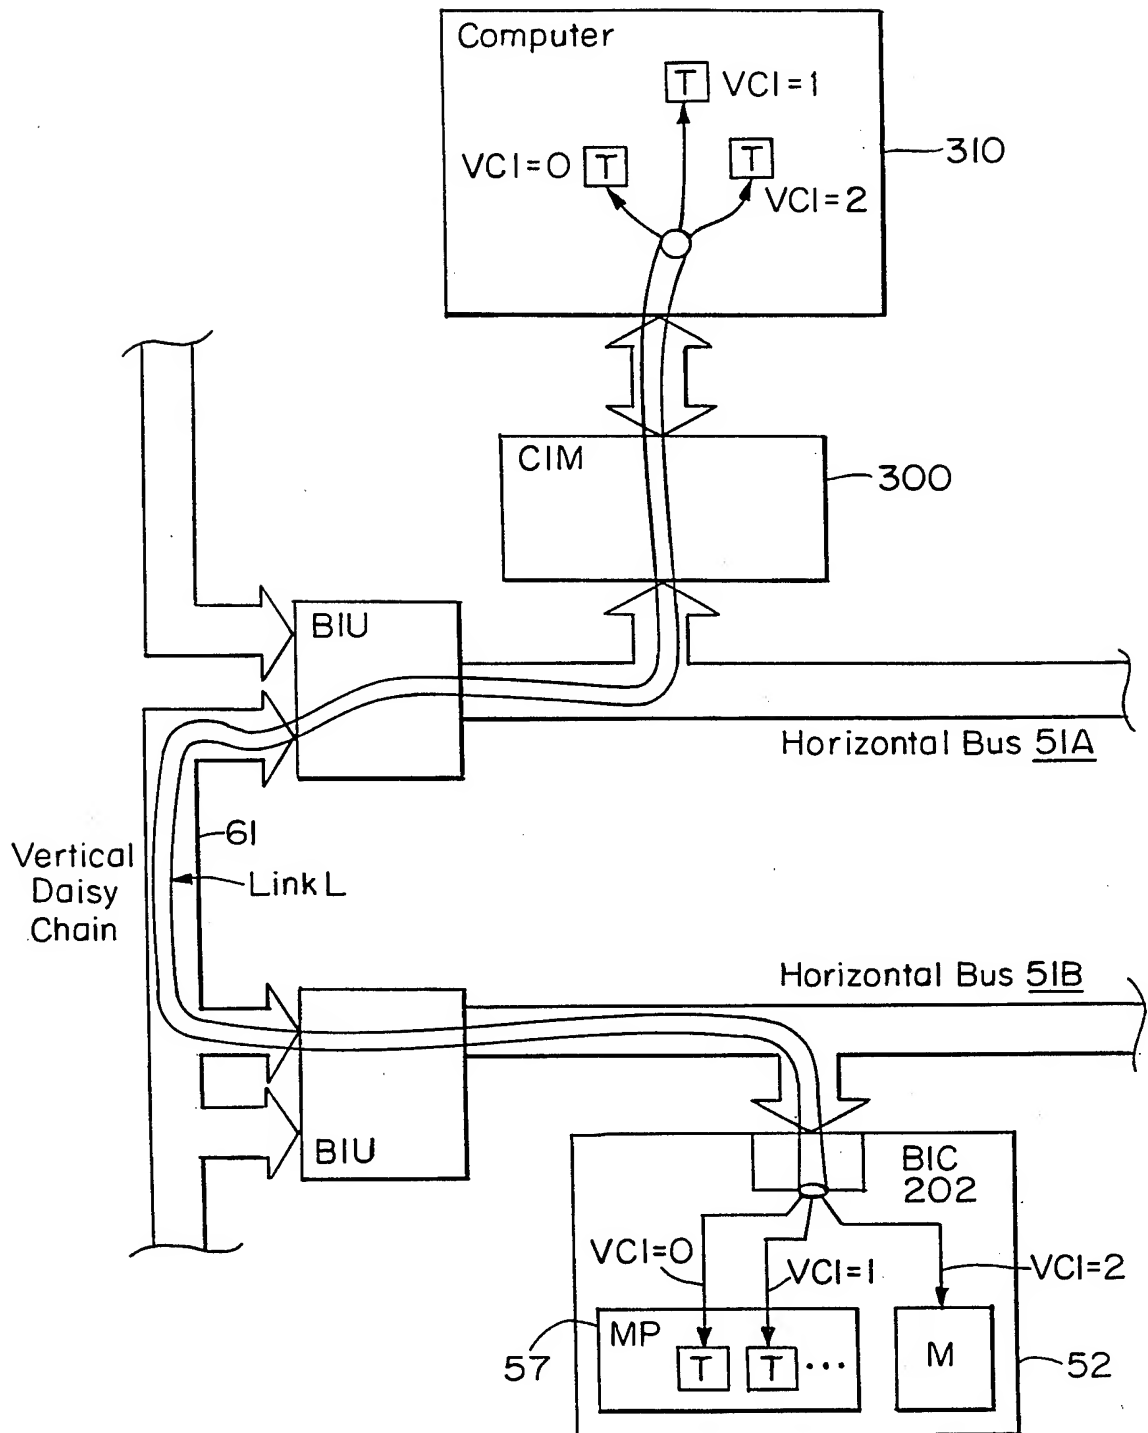 Computer
T VCI=1
VCI=0 T
T
VCI=2
310
CIM
300
BIU
Horizontal Bus 51A
61
Vertical
Daisy
Chain
Link L
Horizontal Bus 51B
BIU
BIC
202
VCI=0
VCI=1
VCI=2
MP
T
T
...
M
57
52